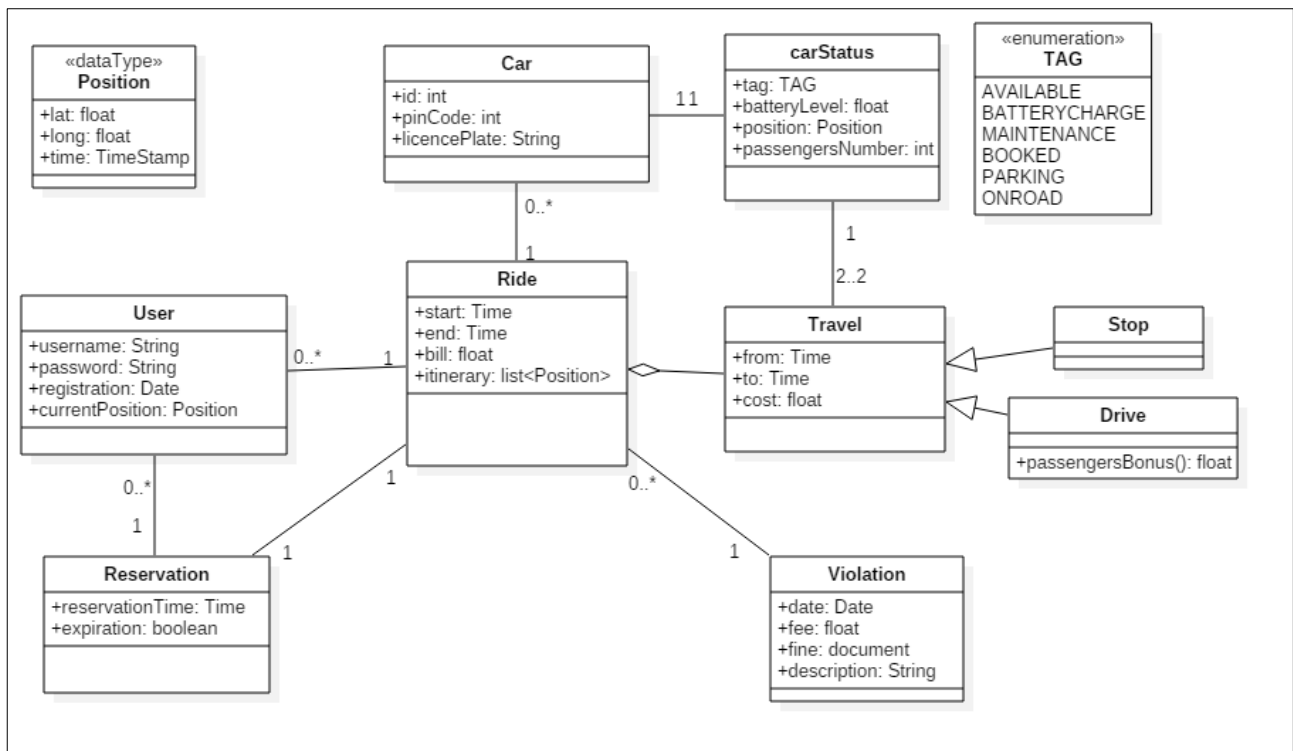 «dataType»
Position
+lat: float
+long: float
+time: TimeStamp
Car
+id: int
+pinCode: int
+licencePlate: String
11
carStatus
+tag: TAG
+batteryLevel: float
+position: Position
+passengersNumber: int
«enumeration»
TAG
AVAILABLE
BATTERYCHARGE
MAINTENANCE
BOOKED
PARKING
ONROAD
0..*
1
1
2..2
User
+username: String
+password: String
+registration: Date
+currentPosition: Position
0..*
1
Ride
+start: Time
+end: Time
+bill: float
+itinerary: list<Position>
Travel
+from: Time
+to: Time
+cost: float
Stop
Drive
+passengersBonus(): float
0..*
1
1
1
0..*
1
Reservation
+reservationTime: Time
+expiration: boolean
Violation
+date: Date
+fee: float
+fine: document
+description: String